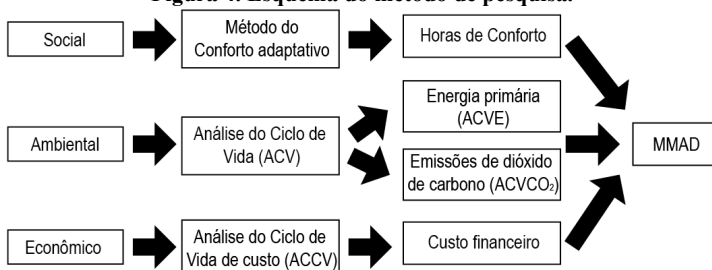 Figura 4. Esquema do método de pesquisa.
Social
Método do
Conforto adaptativo
Horas de Conforto
Ambiental
Análise do Ciclo de
Vida (ACV)
Energia primária
(ACVE)
Emissões de dióxido
de carbono (ACVCO₂)
MMAD
Econômico
Análise do Ciclo de
Vida de custo (ACCV)
Custo financeiro